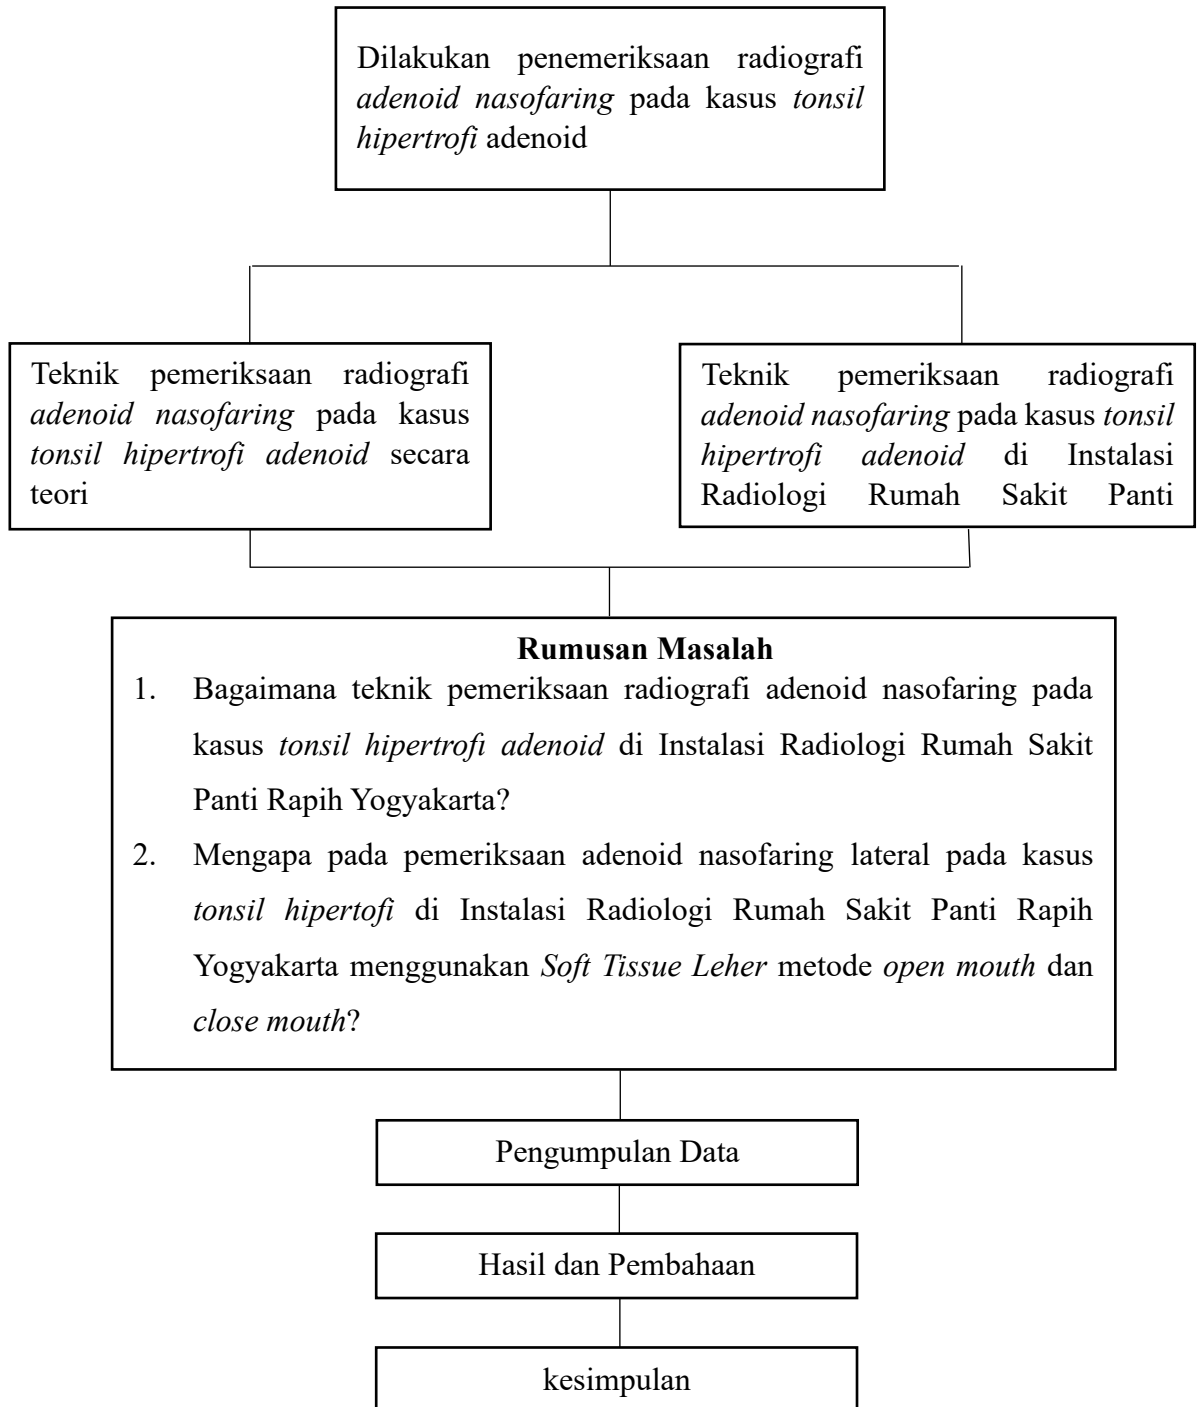 Dilakukan penemeriksaan radiografi
adenoid nasofaring pada kasus tonsil
hipertrofi adenoid
Teknik pemeriksaan radiografi
adenoid nasofaring pada kasus
tonsil hipertrofi adenoid secara
teori
Teknik pemeriksaan radiografi
adenoid nasofaring pada kasus tonsil
hipertrofi adenoid di Instalasi
Radiologi Rumah Sakit Panti
Rumusan Masalah
1. Bagaimana teknik pemeriksaan radiografi adenoid nasofaring pada
kasus tonsil hipertrofi adenoid di Instalasi Radiologi Rumah Sakit
Panti Rapih Yogyakarta?
2. Mengapa pada pemeriksaan adenoid nasofaring lateral pada kasus
tonsil hipertofi di Instalasi Radiologi Rumah Sakit Panti Rapih
Yogyakarta menggunakan Soft Tissue Leher metode open mouth dan
close mouth?
Pengumpulan Data
Hasil dan Pembahaan
kesimpulan